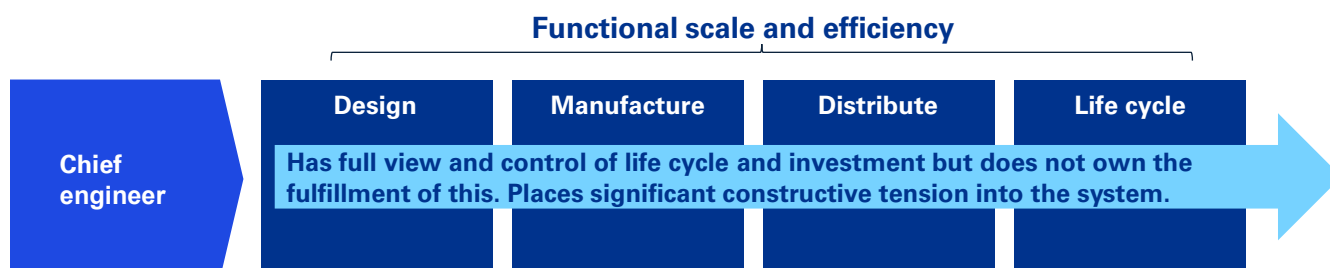 Functional scale and efficiency
Design
Manufacture
Distribute
Life cycle
Chief
engineer
Has full view and control of life cycle and investment but does not own the
fulfillment of this. Places significant constructive tension into the system.